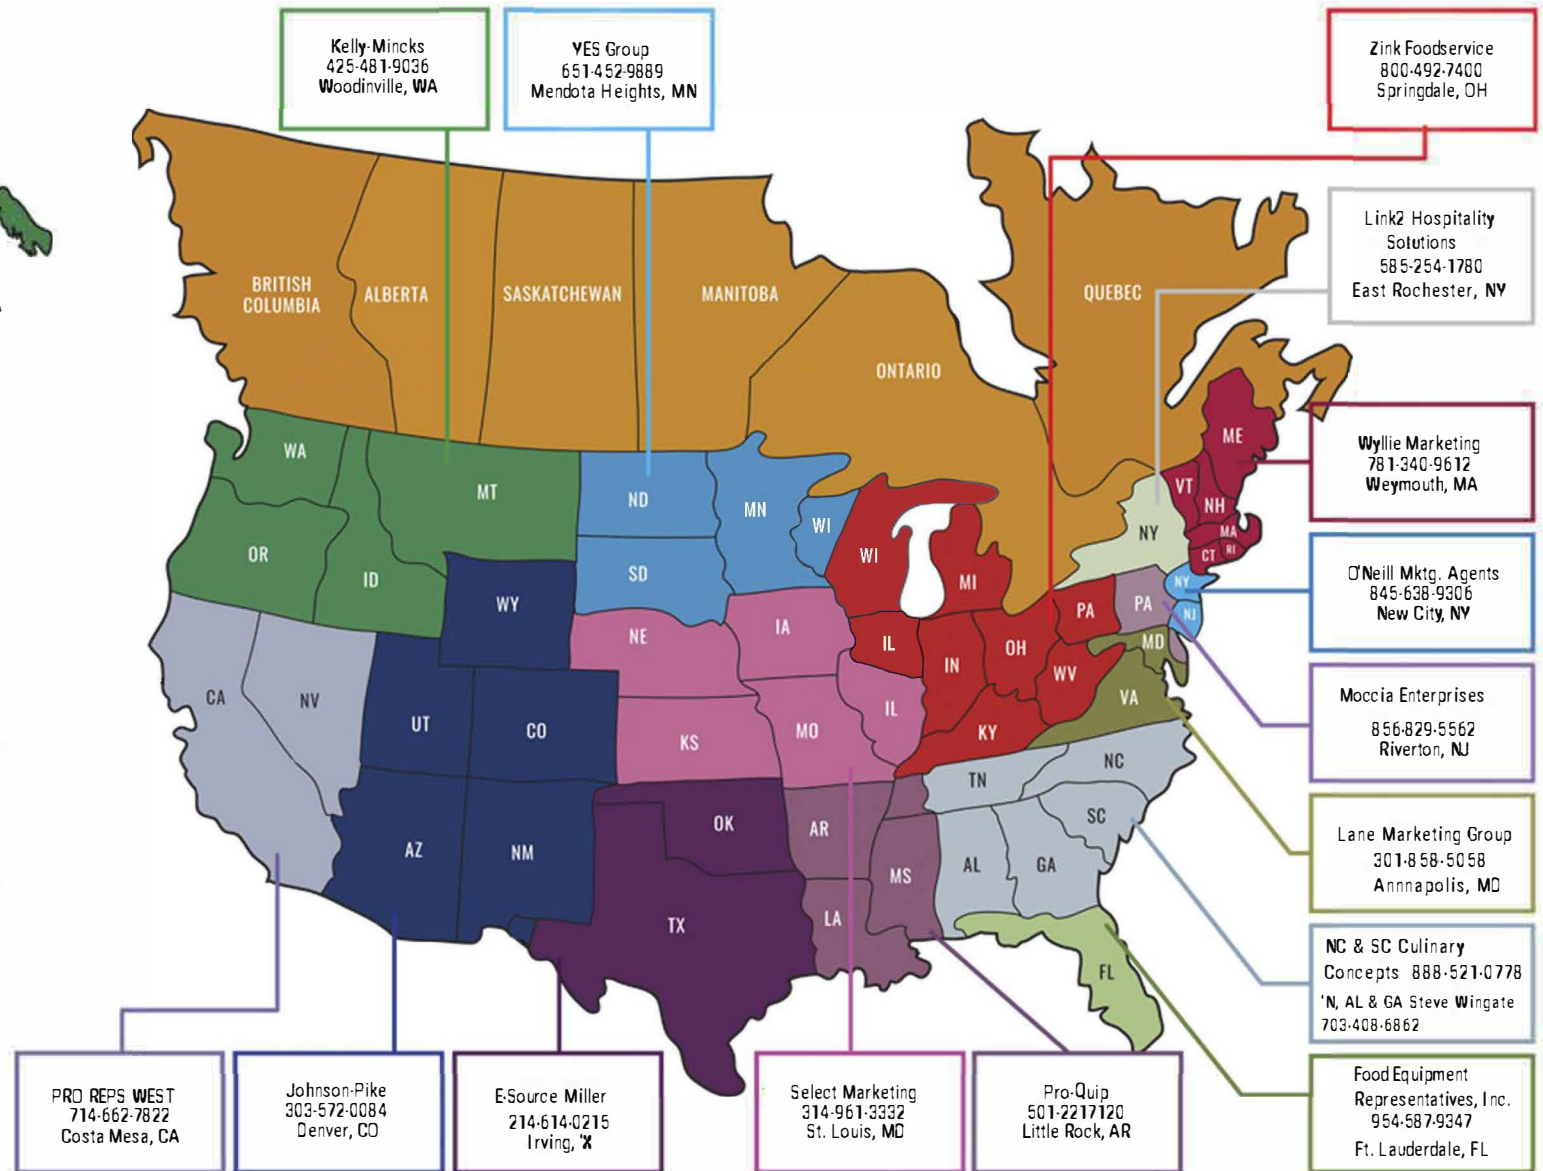 Kelly-Mincks
425-481-9036
Woodinville, WA
YES Group
651-452-9889
Mendota Heights, MN
Zink Foodservice
800-492-7400
Springdale, OH
Link2 Hospitality
Solutions
585-254-1780
East Rochester, NY
Wyllie Marketing
781-340-9612
Weymouth, MA
O'Neill Mktg. Agents
845-638-9306
New City, NY
Moccia Enterprises
856-829-5562
Riverton, NJ
Lane Marketing Group
301-858-5058
Annnapolis, MD
NC & SC Culinary
Concepts 888-521-0778
'N, AL & GA Steve Wingate
703-408-6862
Food Equipment
Representatives, Inc.
954-587-9347
Ft. Lauderdale, FL
PRO REPS WEST
714-662-7822
Costa Mesa, CA
Johnson-Pike
303-572-0084
Denver, CO
E-Source Miller
214-614-0215
Irving, 'X
Select Marketing
314-961-3332
St. Louis, MO
Pro-Quip
501-2217120
Little Rock, AR
BRITISH
COLUMBIA
ALBERTA
SASKATCHEWAN
MANITOBA
ONTARIO
QUEBEC
WA
OR
ID
MT
ND
SD
MN
WI
WI
MI
IL
IN
OH
PA
WV
KY
NY
ME
VT
NH
MA
CT
RI
NY
NJ
PA
MD
VA
WY
UT
CO
AZ
NM
CA
NV
NE
IA
KS
MO
IL
OK
TX
AR
LA
MS
TN
NC
SC
AL
GA
FL